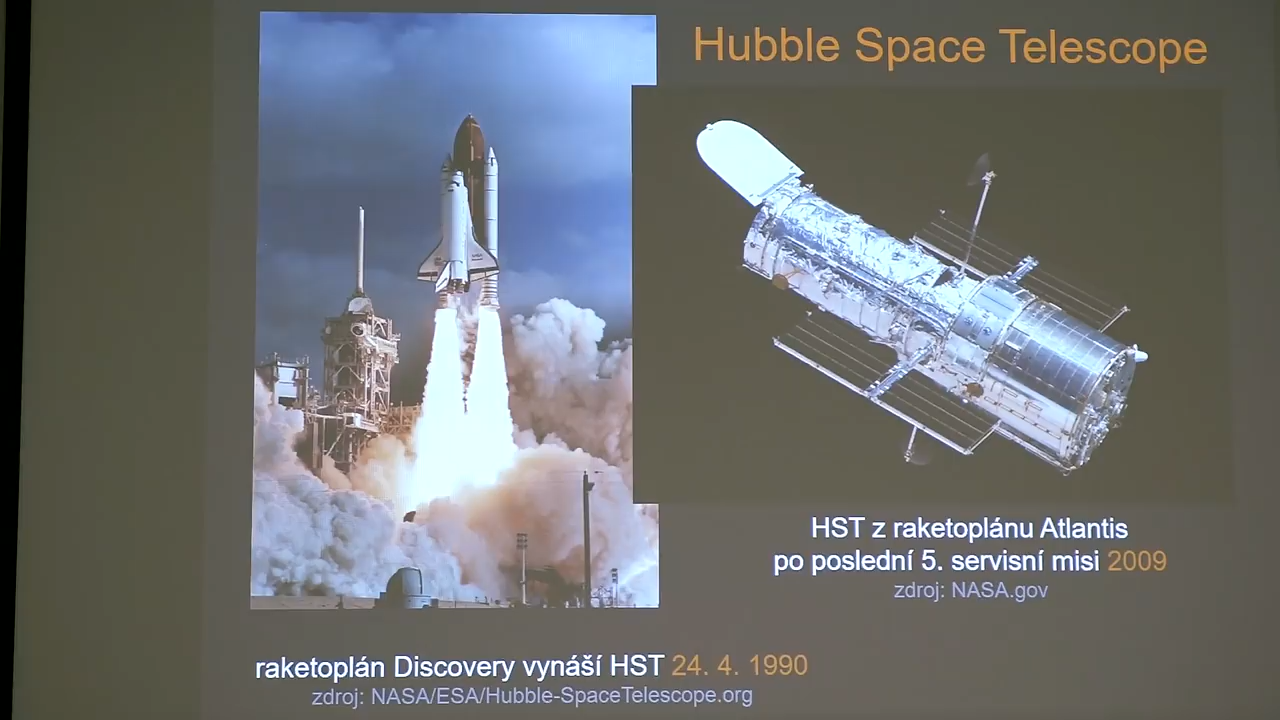 Hubble Space Telescope
HST z raketoplánu Atlantis
po poslední 5. servisní misi 2009
zdroj: NASA.gov
raketoplán Discovery vynáší HST 24. 4. 1990
zdroj: NASA/ESA/Hubble-SpaceTelescope.org